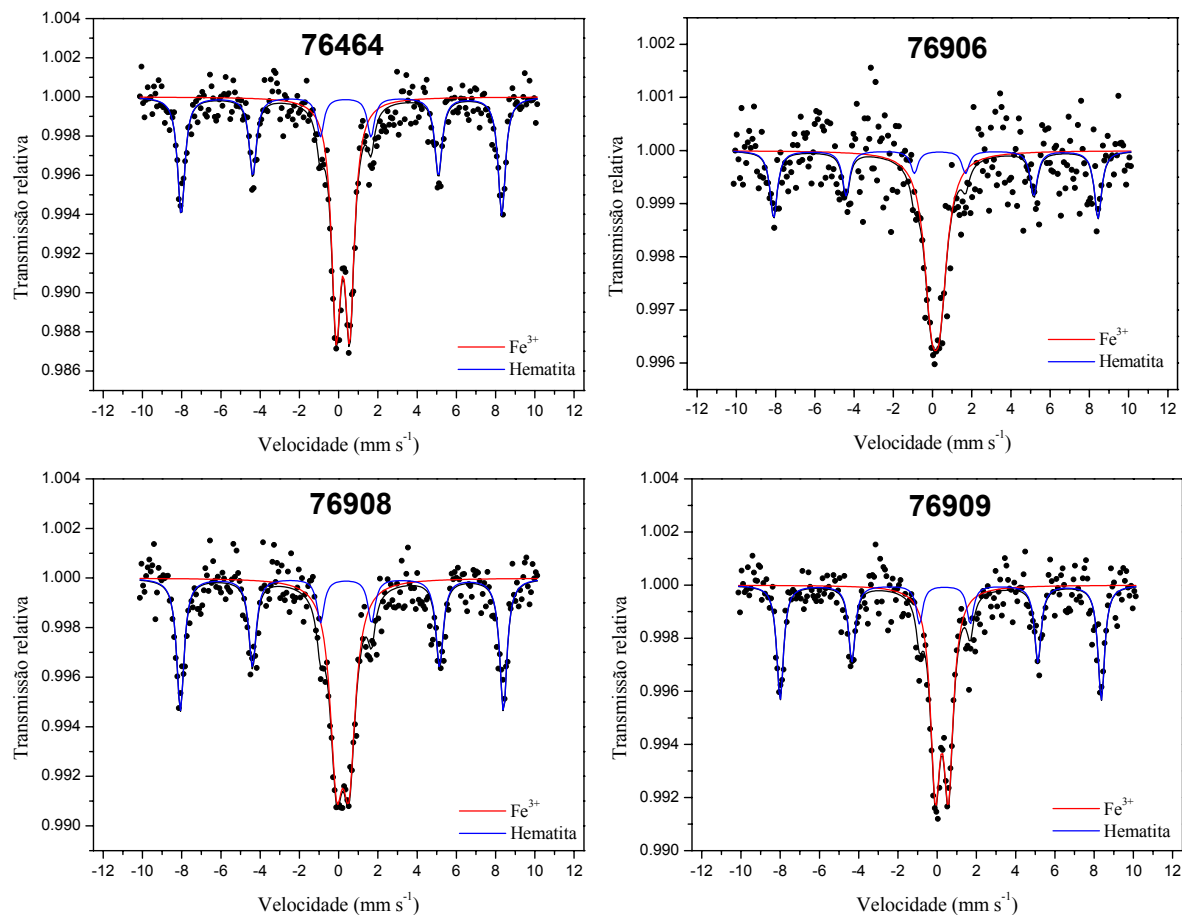 76464
1.004
1.002
1.000
0.998
0.996
0.994
0.992
0.990
0.988
0.986
Transmissão relativa
Fe³⁺
Hematita
-12 -10 -8 -6 -4 -2 0 2 4 6 8 10 12
Velocidade (mm s⁻¹)
76906
1.002
1.001
1.000
0.999
0.998
0.997
0.996
Transmissão relativa
Fe³⁺
Hematita
-12 -10 -8 -6 -4 -2 0 2 4 6 8 10 12
Velocidade (mm s⁻¹)
76908
1.004
1.002
1.000
0.998
0.996
0.994
0.992
0.990
Transmissão relativa
Fe³⁺
Hematita
-12 -10 -8 -6 -4 -2 0 2 4 6 8 10 12
Velocidade (mm s⁻¹)
76909
1.004
1.002
1.000
0.998
0.996
0.994
0.992
0.990
Transmissão relativa
Fe³⁺
Hematita
-12 -10 -8 -6 -4 -2 0 2 4 6 8 10 12
Velocidade (mm s⁻¹)